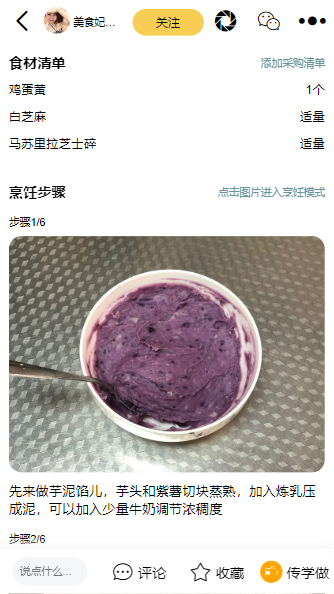 美食妃...
关注
食材清单
添加采购清单
鸡蛋黄
1个
白芝麻
适量
马苏里拉芝士碎
适量
烹饪步骤
点击图片进入烹饪模式
步骤1/6
先来做芋泥馅儿，芋头和紫薯切块蒸熟，加入炼乳压
成泥，可以加入少量牛奶调节浓稠度
步骤2/6
说点什么...
评论
收藏
传学做